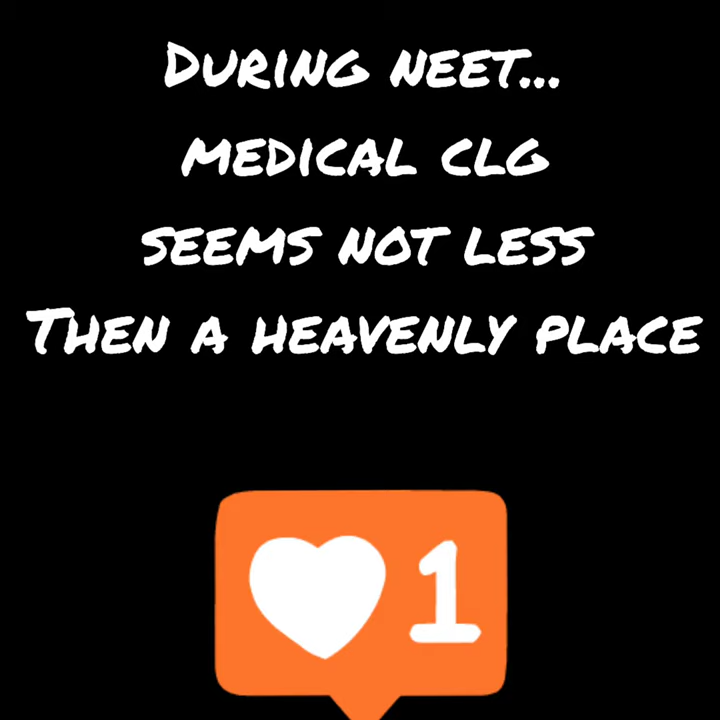 DURING NEET...
MEDICAL CLG
SEEMS NOT LESS
THEN A HEAVENLY PLACE
1